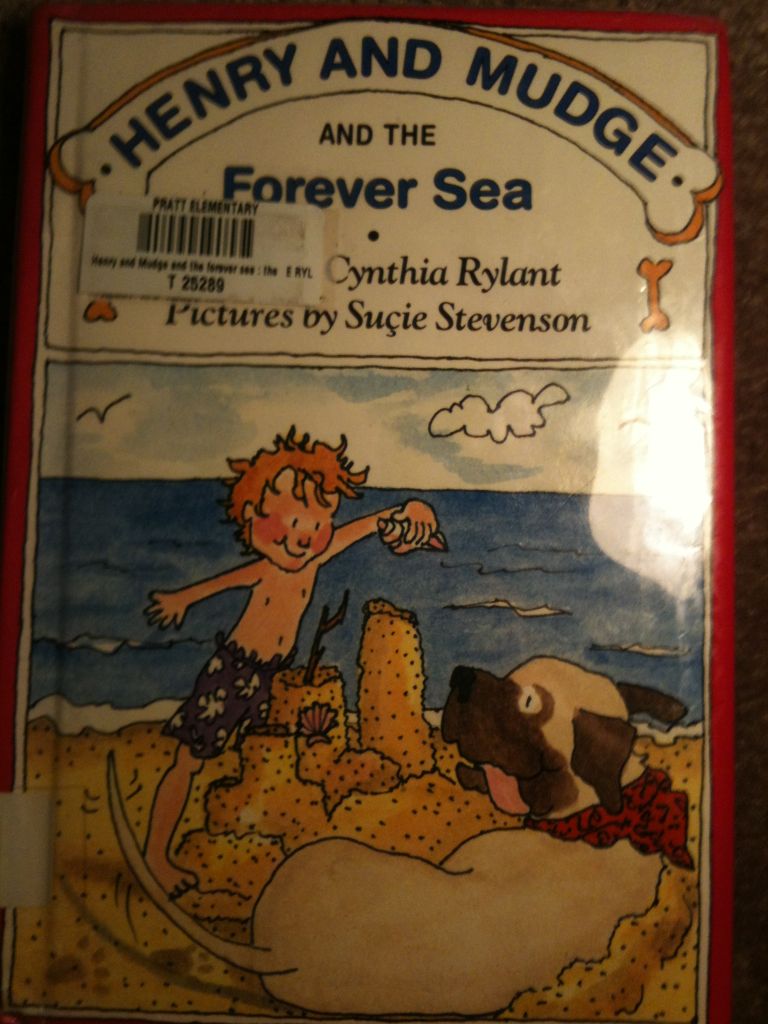 HENRY AND MUDGE
AND THE
Forever Sea
PRATT ELEMENTARY
Henry and Mudge and the forever sea : the E RYL
T 25289
Cynthia Rylant
Pictures by Suçie Stevenson